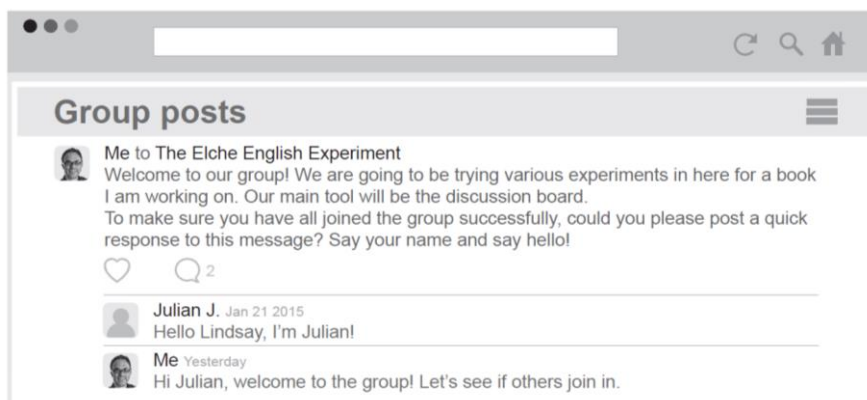 Group posts
Me to The Elche English Experiment
Welcome to our group! We are going to be trying various experiments in here for a book
I am working on. Our main tool will be the discussion board.
To make sure you have all joined the group successfully, could you please post a quick
response to this message? Say your name and say hello!
2
Julian J. Jan 21 2015
Hello Lindsay, I'm Julian!
Me Yesterday
Hi Julian, welcome to the group! Let's see if others join in.